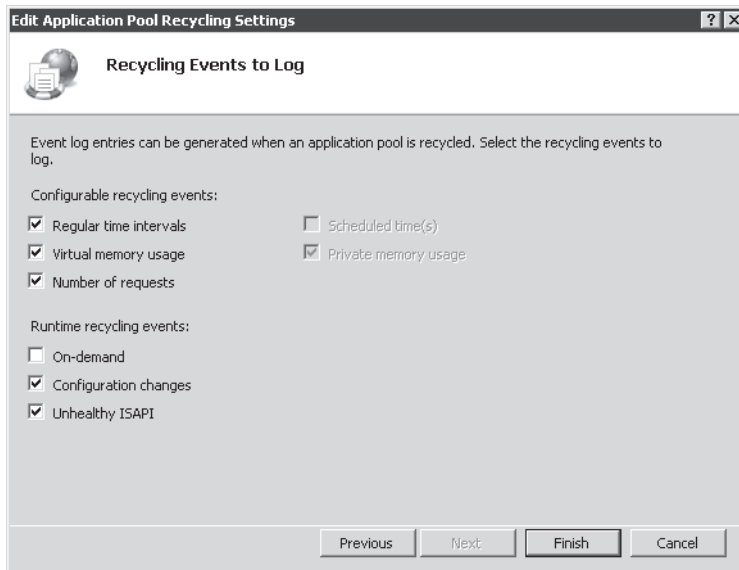 Edit Application Pool Recycling Settings
Recycling Events to Log
Event log entries can be generated when an application pool is recycled. Select the recycling events to
log.
Configurable recycling events:
Regular time intervals
Scheduled time(s)
Virtual memory usage
Private memory usage
Number of requests
Runtime recycling events:
On-demand
Configuration changes
Unhealthy ISAPI
Previous
Next
Finish
Cancel